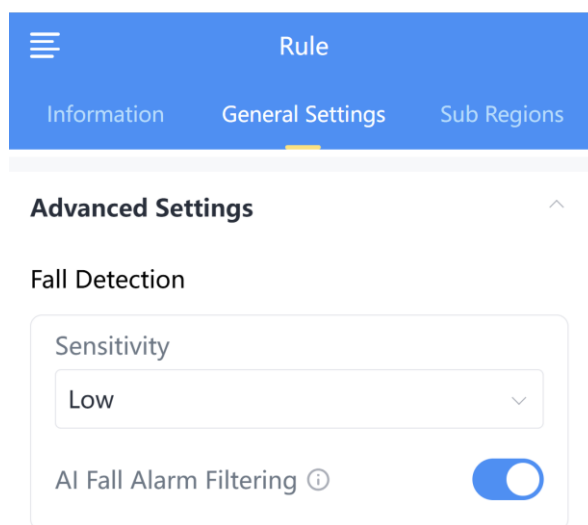 Rule
Information General Settings Sub Regions
Advanced Settings
Fall Detection
Sensitivity
Low
AI Fall Alarm Filtering